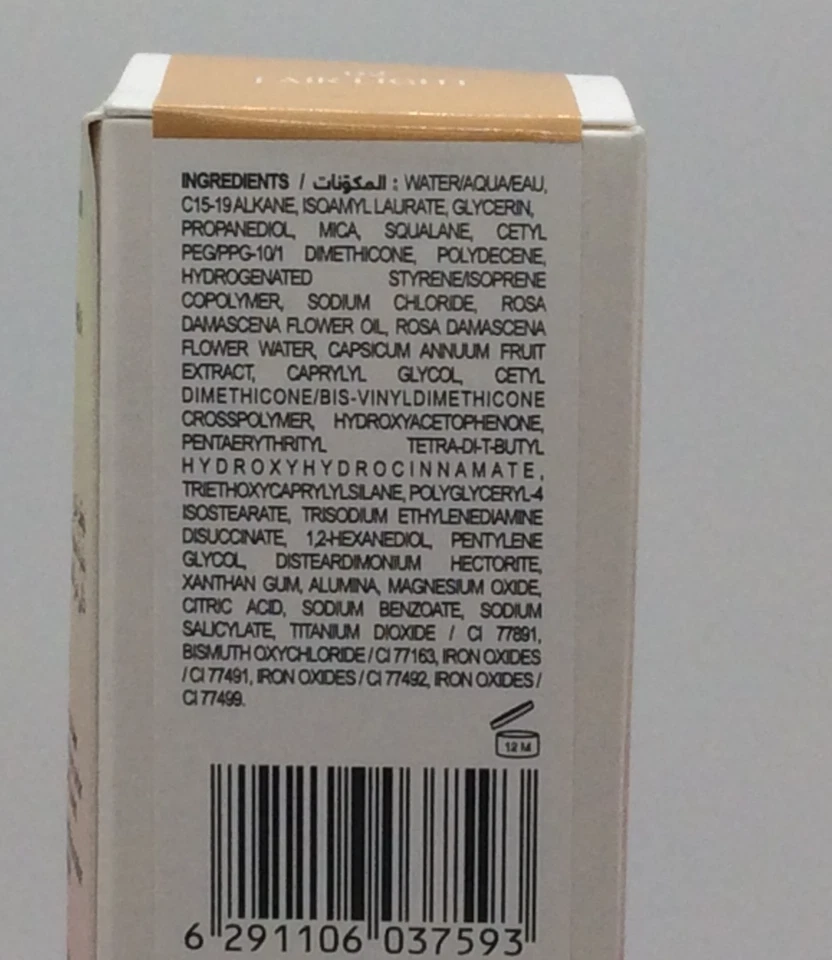 INGREDIENTS / المكوّنات : WATER/AQUA/EAU,
C15-19 ALKANE, ISOAMYL LAURATE, GLYCERIN,
PROPANEDIOL, MICA, SQUALANE, CETYL
PEG/PPG-10/1 DIMETHICONE, POLYDECENE,
HYDROGENATED STYRENE/ISOPRENE
COPOLYMER, SODIUM CHLORIDE, ROSA
DAMASCENA FLOWER OIL, ROSA DAMASCENA
FLOWER WATER, CAPSICUM ANNUUM FRUIT
EXTRACT, CAPRYLYL GLYCOL, CETYL
DIMETHICONE/BIS-VINYLDIMETHICONE
CROSSPOLYMER, HYDROXYACETOPHENONE,
PENTAERYTHRITYL TETRA-DI-T-BUTYL
HYDROXYHYDROCINNAMATE,
TRIETHOXYCAPRYLYLSILANE, POLYGLYCERYL-4
ISOSTEARATE, TRISODIUM ETHYLENEDIAMINE
DISUCCINATE, 1,2-HEXANEDIOL, PENTYLENE
GLYCOL, DISTEARDIMONIUM HECTORITE,
XANTHAN GUM, ALUMINA, MAGNESIUM OXIDE,
CITRIC ACID, SODIUM BENZOATE, SODIUM
SALICYLATE, TITANIUM DIOXIDE / CI 77891,
BISMUTH OXYCHLORIDE / CI 77163, IRON OXIDES
/ CI 77491, IRON OXIDES / CI 77492, IRON OXIDES /
CI 77499.
12 M
6 291106 037593